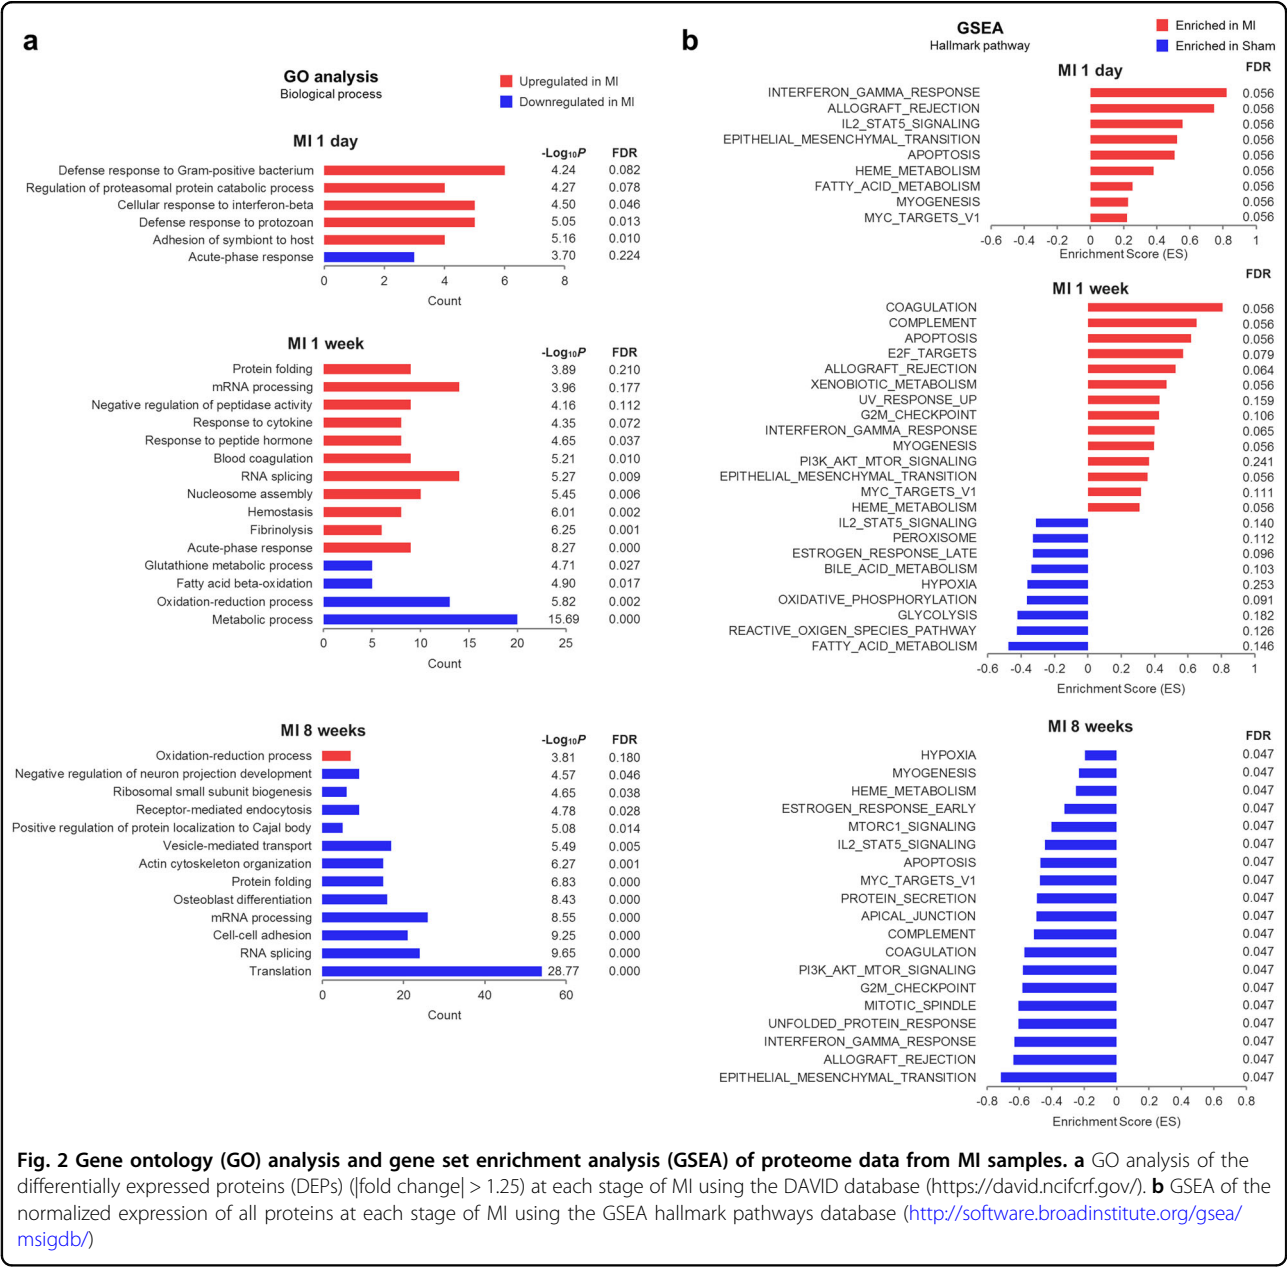 a
GO analysis
Biological process
Upregulated in MI
Downregulated in MI
MI 1 day
-Log10P FDR
Defense response to Gram-positive bacterium 4.24 0.082
Regulation of proteasomal protein catabolic process 4.27 0.078
Cellular response to interferon-beta 4.50 0.046
Defense response to protozoan 5.05 0.013
Adhesion of symbiont to host 5.16 0.010
Acute-phase response 3.70 0.224
0 2 4 6 8
Count
MI 1 week
-Log10P FDR
Protein folding 3.89 0.210
mRNA processing 3.96 0.177
Negative regulation of peptidase activity 4.16 0.112
Response to cytokine 4.35 0.072
Response to peptide hormone 4.65 0.037
Blood coagulation 5.21 0.010
RNA splicing 5.27 0.009
Nucleosome assembly 5.45 0.006
Hemostasis 6.01 0.002
Fibrinolysis 6.25 0.001
Acute-phase response 8.27 0.000
Glutathione metabolic process 4.71 0.027
Fatty acid beta-oxidation 4.90 0.017
Oxidation-reduction process 5.82 0.002
Metabolic process 15.69 0.000
0 5 10 15 20 25
Count
MI 8 weeks
-Log10P FDR
Oxidation-reduction process 3.81 0.180
Negative regulation of neuron projection development 4.57 0.046
Ribosomal small subunit biogenesis 4.65 0.038
Receptor-mediated endocytosis 4.78 0.028
Positive regulation of protein localization to Cajal body 5.08 0.014
Vesicle-mediated transport 5.49 0.005
Actin cytoskeleton organization 6.27 0.001
Protein folding 6.83 0.000
Osteoblast differentiation 8.43 0.000
mRNA processing 8.55 0.000
Cell-cell adhesion 9.25 0.000
RNA splicing 9.65 0.000
Translation 28.77 0.000
0 20 40 60
Count
b
GSEA
Hallmark pathway
Enriched in MI
Enriched in Sham
MI 1 day
FDR
INTERFERON_GAMMA_RESPONSE 0.056
ALLOGRAFT_REJECTION 0.056
IL2_STAT5_SIGNALING 0.056
EPITHELIAL_MESENCHYMAL_TRANSITION 0.056
APOPTOSIS 0.056
HEME_METABOLISM 0.056
FATTY_ACID_METABOLISM 0.056
MYOGENESIS 0.056
MYC_TARGETS_V1 0.056
-0.6 -0.4 -0.2 0 0.2 0.4 0.6 0.8 1
Enrichment Score (ES)
MI 1 week
FDR
COAGULATION 0.056
COMPLEMENT 0.056
APOPTOSIS 0.056
E2F_TARGETS 0.079
ALLOGRAFT_REJECTION 0.064
XENOBIOTIC_METABOLISM 0.056
UV_RESPONSE_UP 0.159
G2M_CHECKPOINT 0.106
INTERFERON_GAMMA_RESPONSE 0.065
MYOGENESIS 0.056
PI3K_AKT_MTOR_SIGNALING 0.241
EPITHELIAL_MESENCHYMAL_TRANSITION 0.056
MYC_TARGETS_V1 0.111
HEME_METABOLISM 0.056
IL2_STAT5_SIGNALING 0.140
PEROXISOME 0.112
ESTROGEN_RESPONSE_LATE 0.096
BILE_ACID_METABOLISM 0.103
HYPOXIA 0.253
OXIDATIVE_PHOSPHORYLATION 0.091
GLYCOLYSIS 0.182
REACTIVE_OXIGEN_SPECIES_PATHWAY 0.126
FATTY_ACID_METABOLISM 0.146
-0.6 -0.4 -0.2 0 0.2 0.4 0.6 0.8 1
Enrichment Score (ES)
MI 8 weeks
FDR
HYPOXIA 0.047
MYOGENESIS 0.047
HEME_METABOLISM 0.047
ESTROGEN_RESPONSE_EARLY 0.047
MTORC1_SIGNALING 0.047
IL2_STAT5_SIGNALING 0.047
APOPTOSIS 0.047
MYC_TARGETS_V1 0.047
PROTEIN_SECRETION 0.047
APICAL_JUNCTION 0.047
COMPLEMENT 0.047
COAGULATION 0.047
PI3K_AKT_MTOR_SIGNALING 0.047
G2M_CHECKPOINT 0.047
MITOTIC_SPINDLE 0.047
UNFOLDED_PROTEIN_RESPONSE 0.047
INTERFERON_GAMMA_RESPONSE 0.047
ALLOGRAFT_REJECTION 0.047
EPITHELIAL_MESENCHYMAL_TRANSITION 0.047
-0.8 -0.6 -0.4 -0.2 0 0.2 0.4 0.6 0.8
Enrichment Score (ES)
Fig. 2 Gene ontology (GO) analysis and gene set enrichment analysis (GSEA) of proteome data from MI samples. a GO analysis of the
differentially expressed proteins (DEPs) (|fold change| > 1.25) at each stage of MI using the DAVID database (https://david.ncifcrf.gov/). b GSEA of the
normalized expression of all proteins at each stage of MI using the GSEA hallmark pathways database (http://software.broadinstitute.org/gsea/
msigdb/)